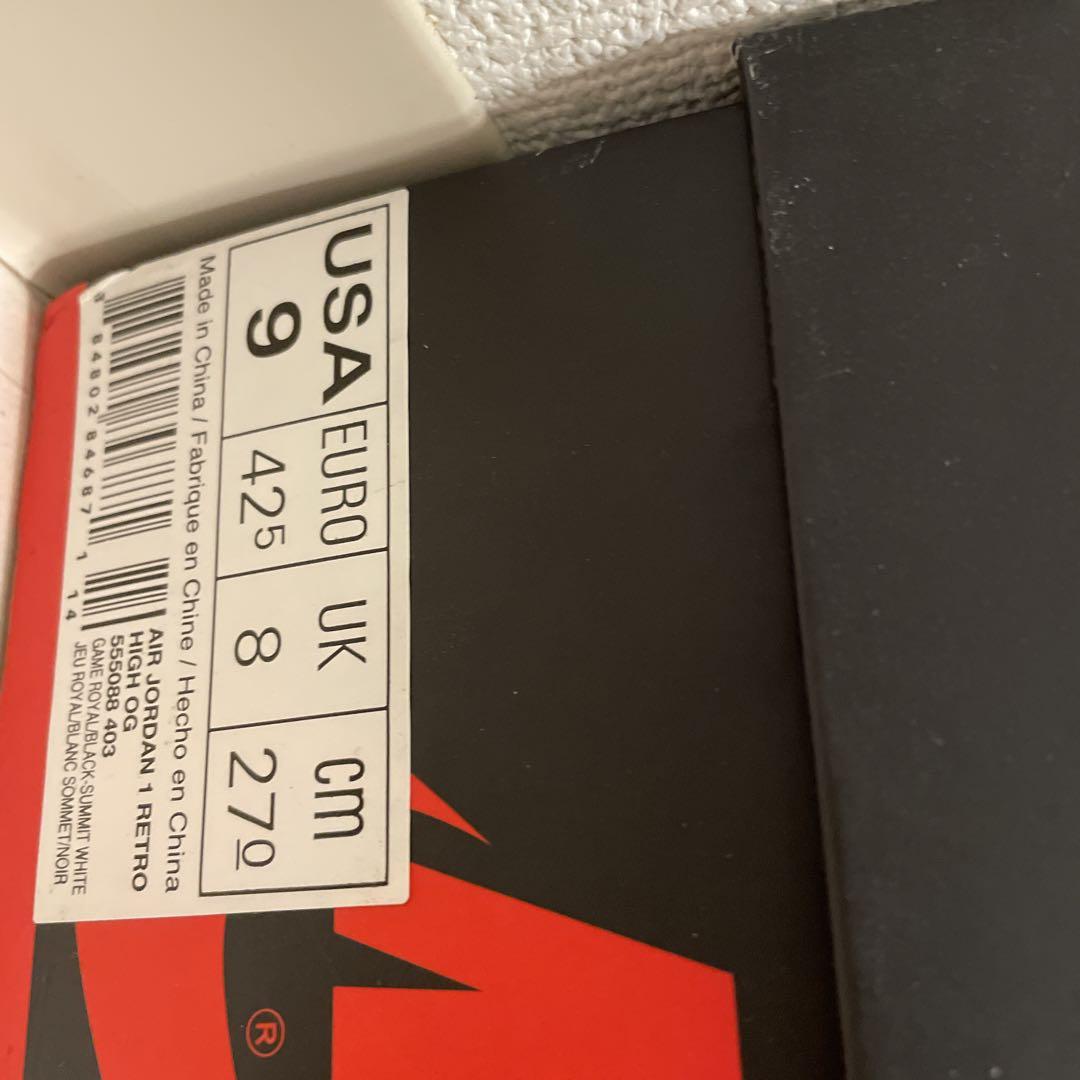 USA EURO UK cm
9 42 5 8 27 0
Made in China / Fabrique en Chine / Hecho en China
8 84802 84687 1 14
AIR JORDAN 1 RETRO
HIGH OG
555088 403
GAME ROYAL/BLACK-SUMMIT WHITE
JEU ROYAL/BLANC SOMMET/NOIR
®